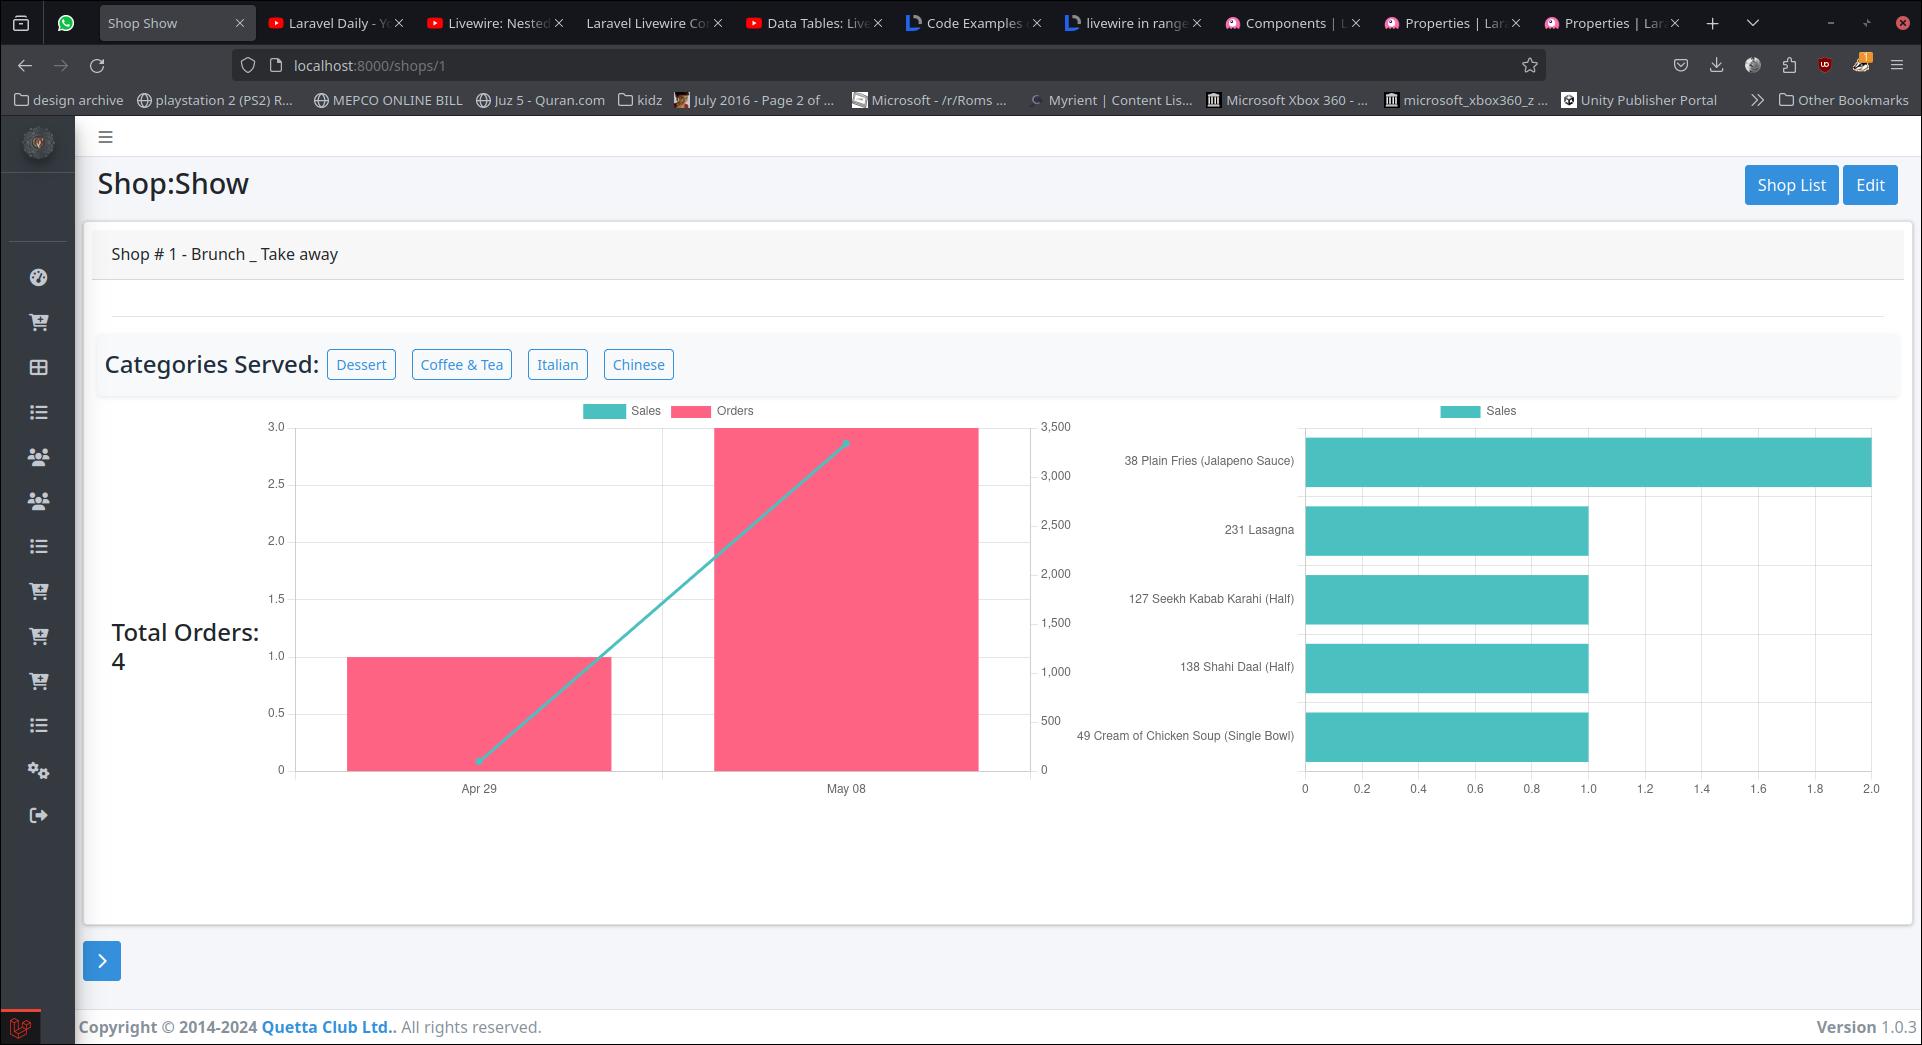 Shop Show
Laravel Daily - Y
Livewire: Nested
Laravel Livewire Co
Data Tables: Live
Code Examples
livewire in range
Components | L
Properties | Lar
Properties | Lar
localhost:8000/shops/1
1
design archive
playstation 2 (PS2) R...
MEPCO ONLINE BILL
Juz 5 - Quran.com
kidz
July 2016 - Page 2 of ...
Microsoft - /r/Roms ...
Myrient | Content Lis...
Microsoft Xbox 360 - ...
microsoft_xbox360_z ...
Unity Publisher Portal
Other Bookmarks
Shop:Show
Shop List
Edit
Shop # 1 - Brunch _ Take away
Categories Served:
Dessert
Coffee & Tea
Italian
Chinese
Total Orders:
4
Sales
Orders
3.0
2.5
2.0
1.5
1.0
0.5
0
3,500
3,000
2,500
2,000
1,500
1,000
500
0
Apr 29
May 08
Sales
38 Plain Fries (Jalapeno Sauce)
231 Lasagna
127 Seekh Kabab Karahi (Half)
138 Shahi Daal (Half)
49 Cream of Chicken Soup (Single Bowl)
0
0.2
0.4
0.6
0.8
1.0
1.2
1.4
1.6
1.8
2.0
Copyright © 2014-2024 Quetta Club Ltd.. All rights reserved.
Version 1.0.3